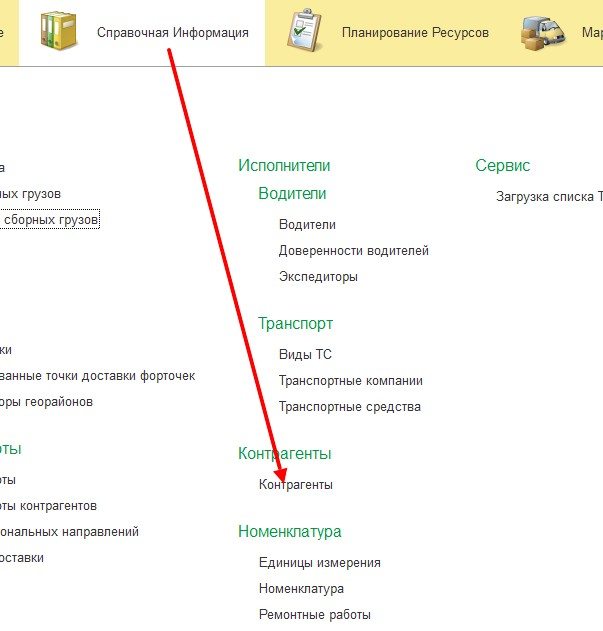 е
Справочная Информация
Планирование Ресурсов
Мар
а
ых грузов
сборных грузов
ки
ванные точки доставки форточек
оры георайонов
оты
оты
оты контрагентов
ональных направлений
оставки
Исполнители
Водители
Водители
Доверенности водителей
Экспедиторы
Транспорт
Виды ТС
Транспортные компании
Транспортные средства
Контрагенты
Контрагенты
Номенклатура
Единицы измерения
Номенклатура
Ремонтные работы
Сервис
Загрузка списка Т